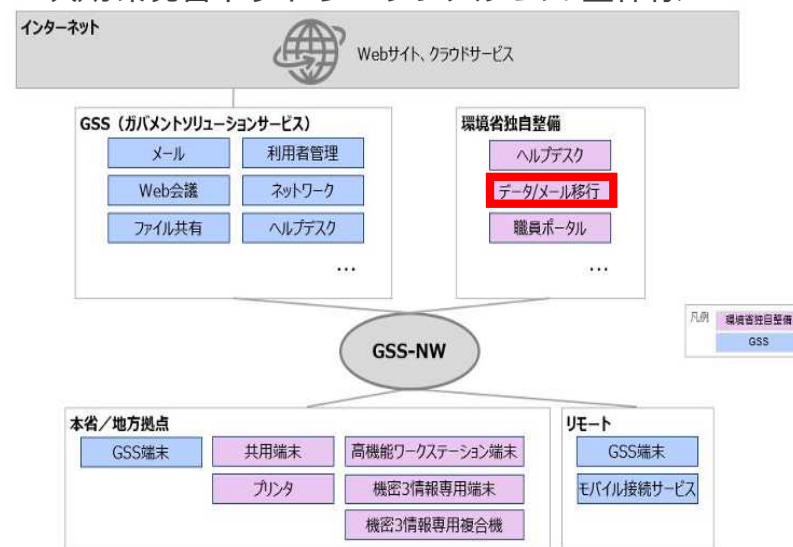 インターネット
Webサイト、クラウドサービス
GSS（ガバメントソリューションサービス）
メール
利用者管理
Web会議
ネットワーク
ファイル共有
ヘルプデスク
…
環境省独自整備
ヘルプデスク
データ/メール移行
職員ポータル
…
凡例
環境省独自整備
GSS
GSS-NW
本省／地方拠点
GSS端末
共用端末
高機能ワークステーション端末
プリンタ
機密3情報専用端末
機密3情報専用複合機
リモート
GSS端末
モバイル接続サービス